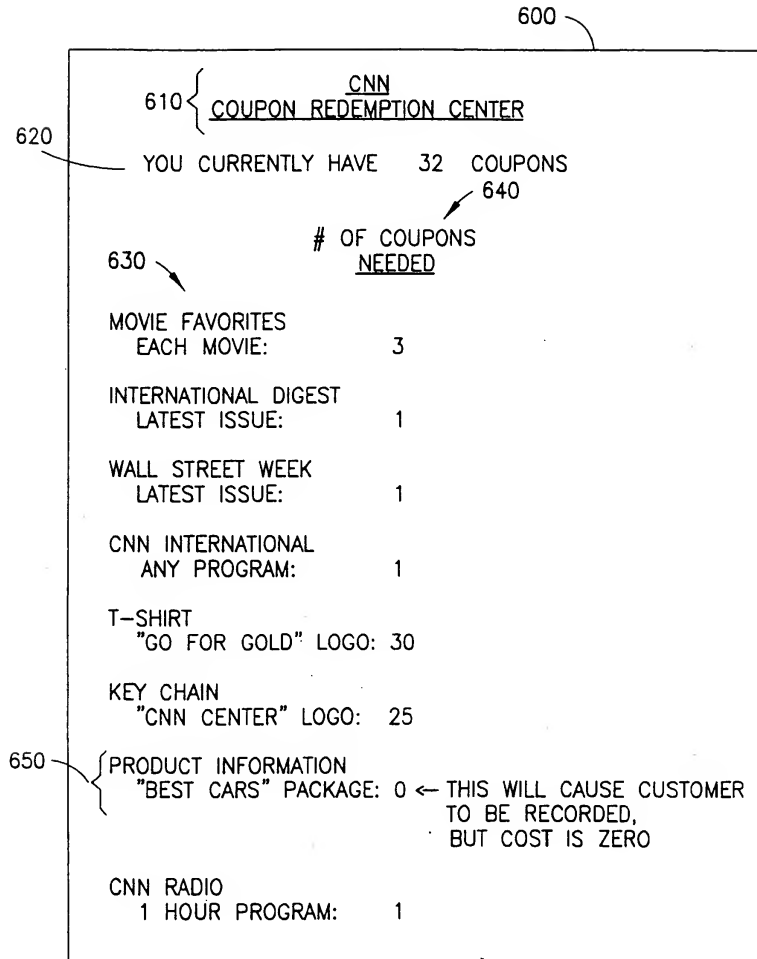 600
610 CNN
COUPON REDEMPTION CENTER
620
YOU CURRENTLY HAVE 32 COUPONS
640
# OF COUPONS
NEEDED
630
MOVIE FAVORITES
EACH MOVIE: 3
INTERNATIONAL DIGEST
LATEST ISSUE: 1
WALL STREET WEEK
LATEST ISSUE: 1
CNN INTERNATIONAL
ANY PROGRAM: 1
T-SHIRT
"GO FOR GOLD" LOGO: 30
KEY CHAIN
"CNN CENTER" LOGO: 25
650 PRODUCT INFORMATION
"BEST CARS" PACKAGE: 0 ← THIS WILL CAUSE CUSTOMER
TO BE RECORDED,
BUT COST IS ZERO
CNN RADIO
1 HOUR PROGRAM: 1